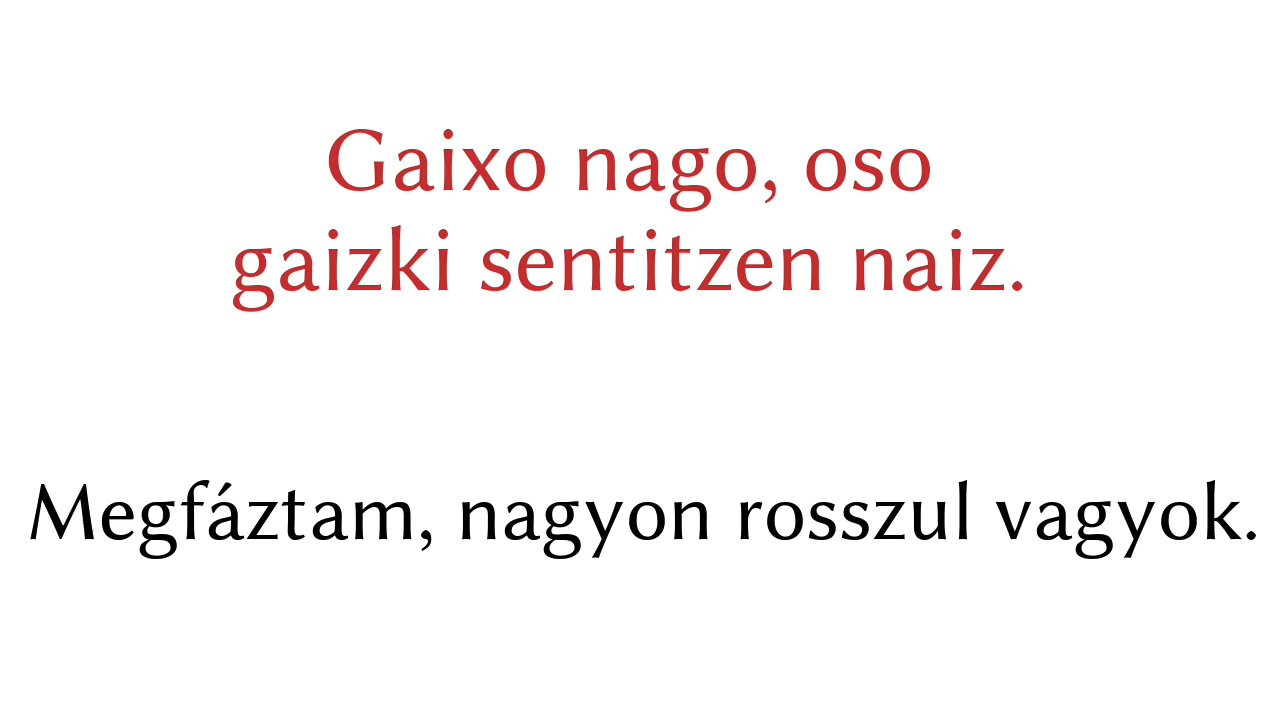 Gaixo nago, oso
gaizki sentitzen naiz.
Megfáztam, nagyon rosszul vagyok.